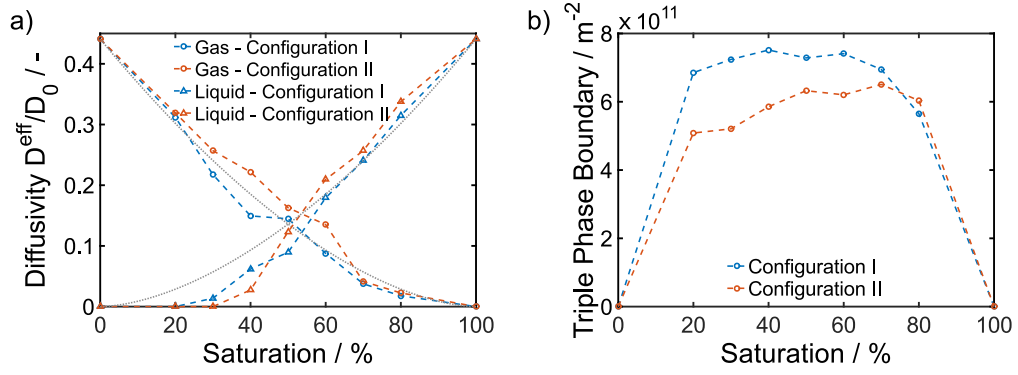 a)
Diffusivity D^eff/D_0 / -
0.4
0.3
0.2
0.1
0
Gas - Configuration I
Gas - Configuration II
Liquid - Configuration I
Liquid - Configuration II
0 20 40 60 80 100
Saturation / %
b)
Triple Phase Boundary / m^-2
8 × 10^11
6
4
2
0
Configuration I
Configuration II
0 20 40 60 80 100
Saturation / %